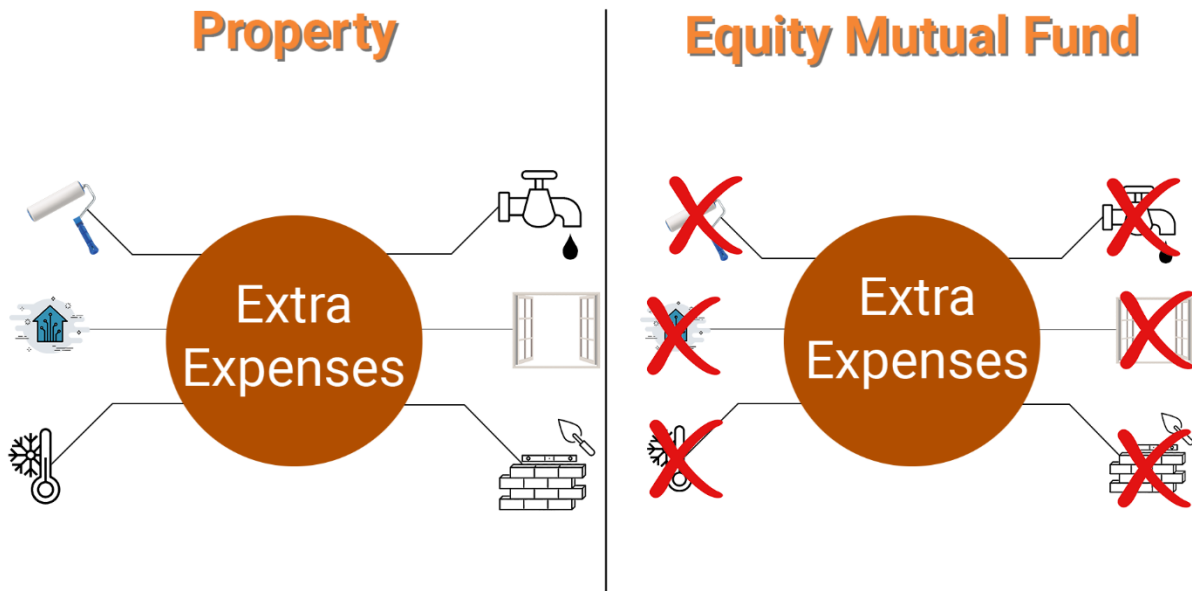 Property
Equity Mutual Fund
Extra
Expenses
Extra
Expenses